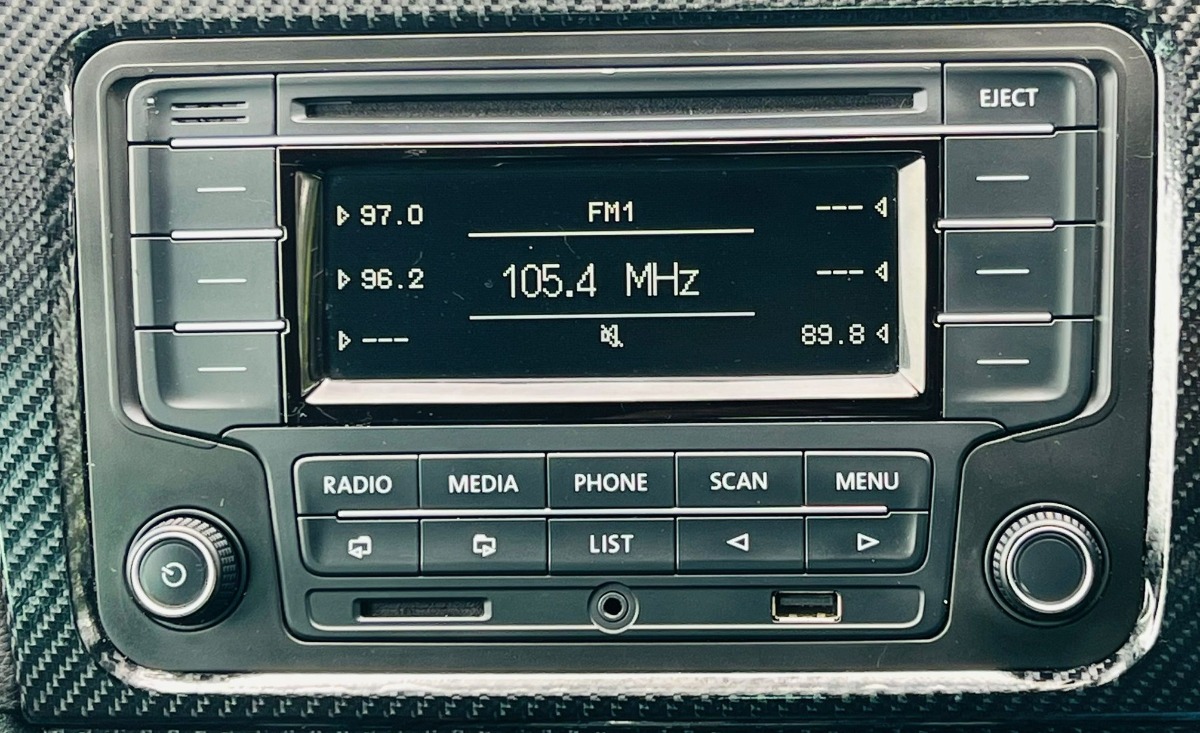 EJECT
97.0 FM1 ---
96.2 105.4 MHz ---
--- 89.8
RADIO MEDIA PHONE SCAN MENU
LIST